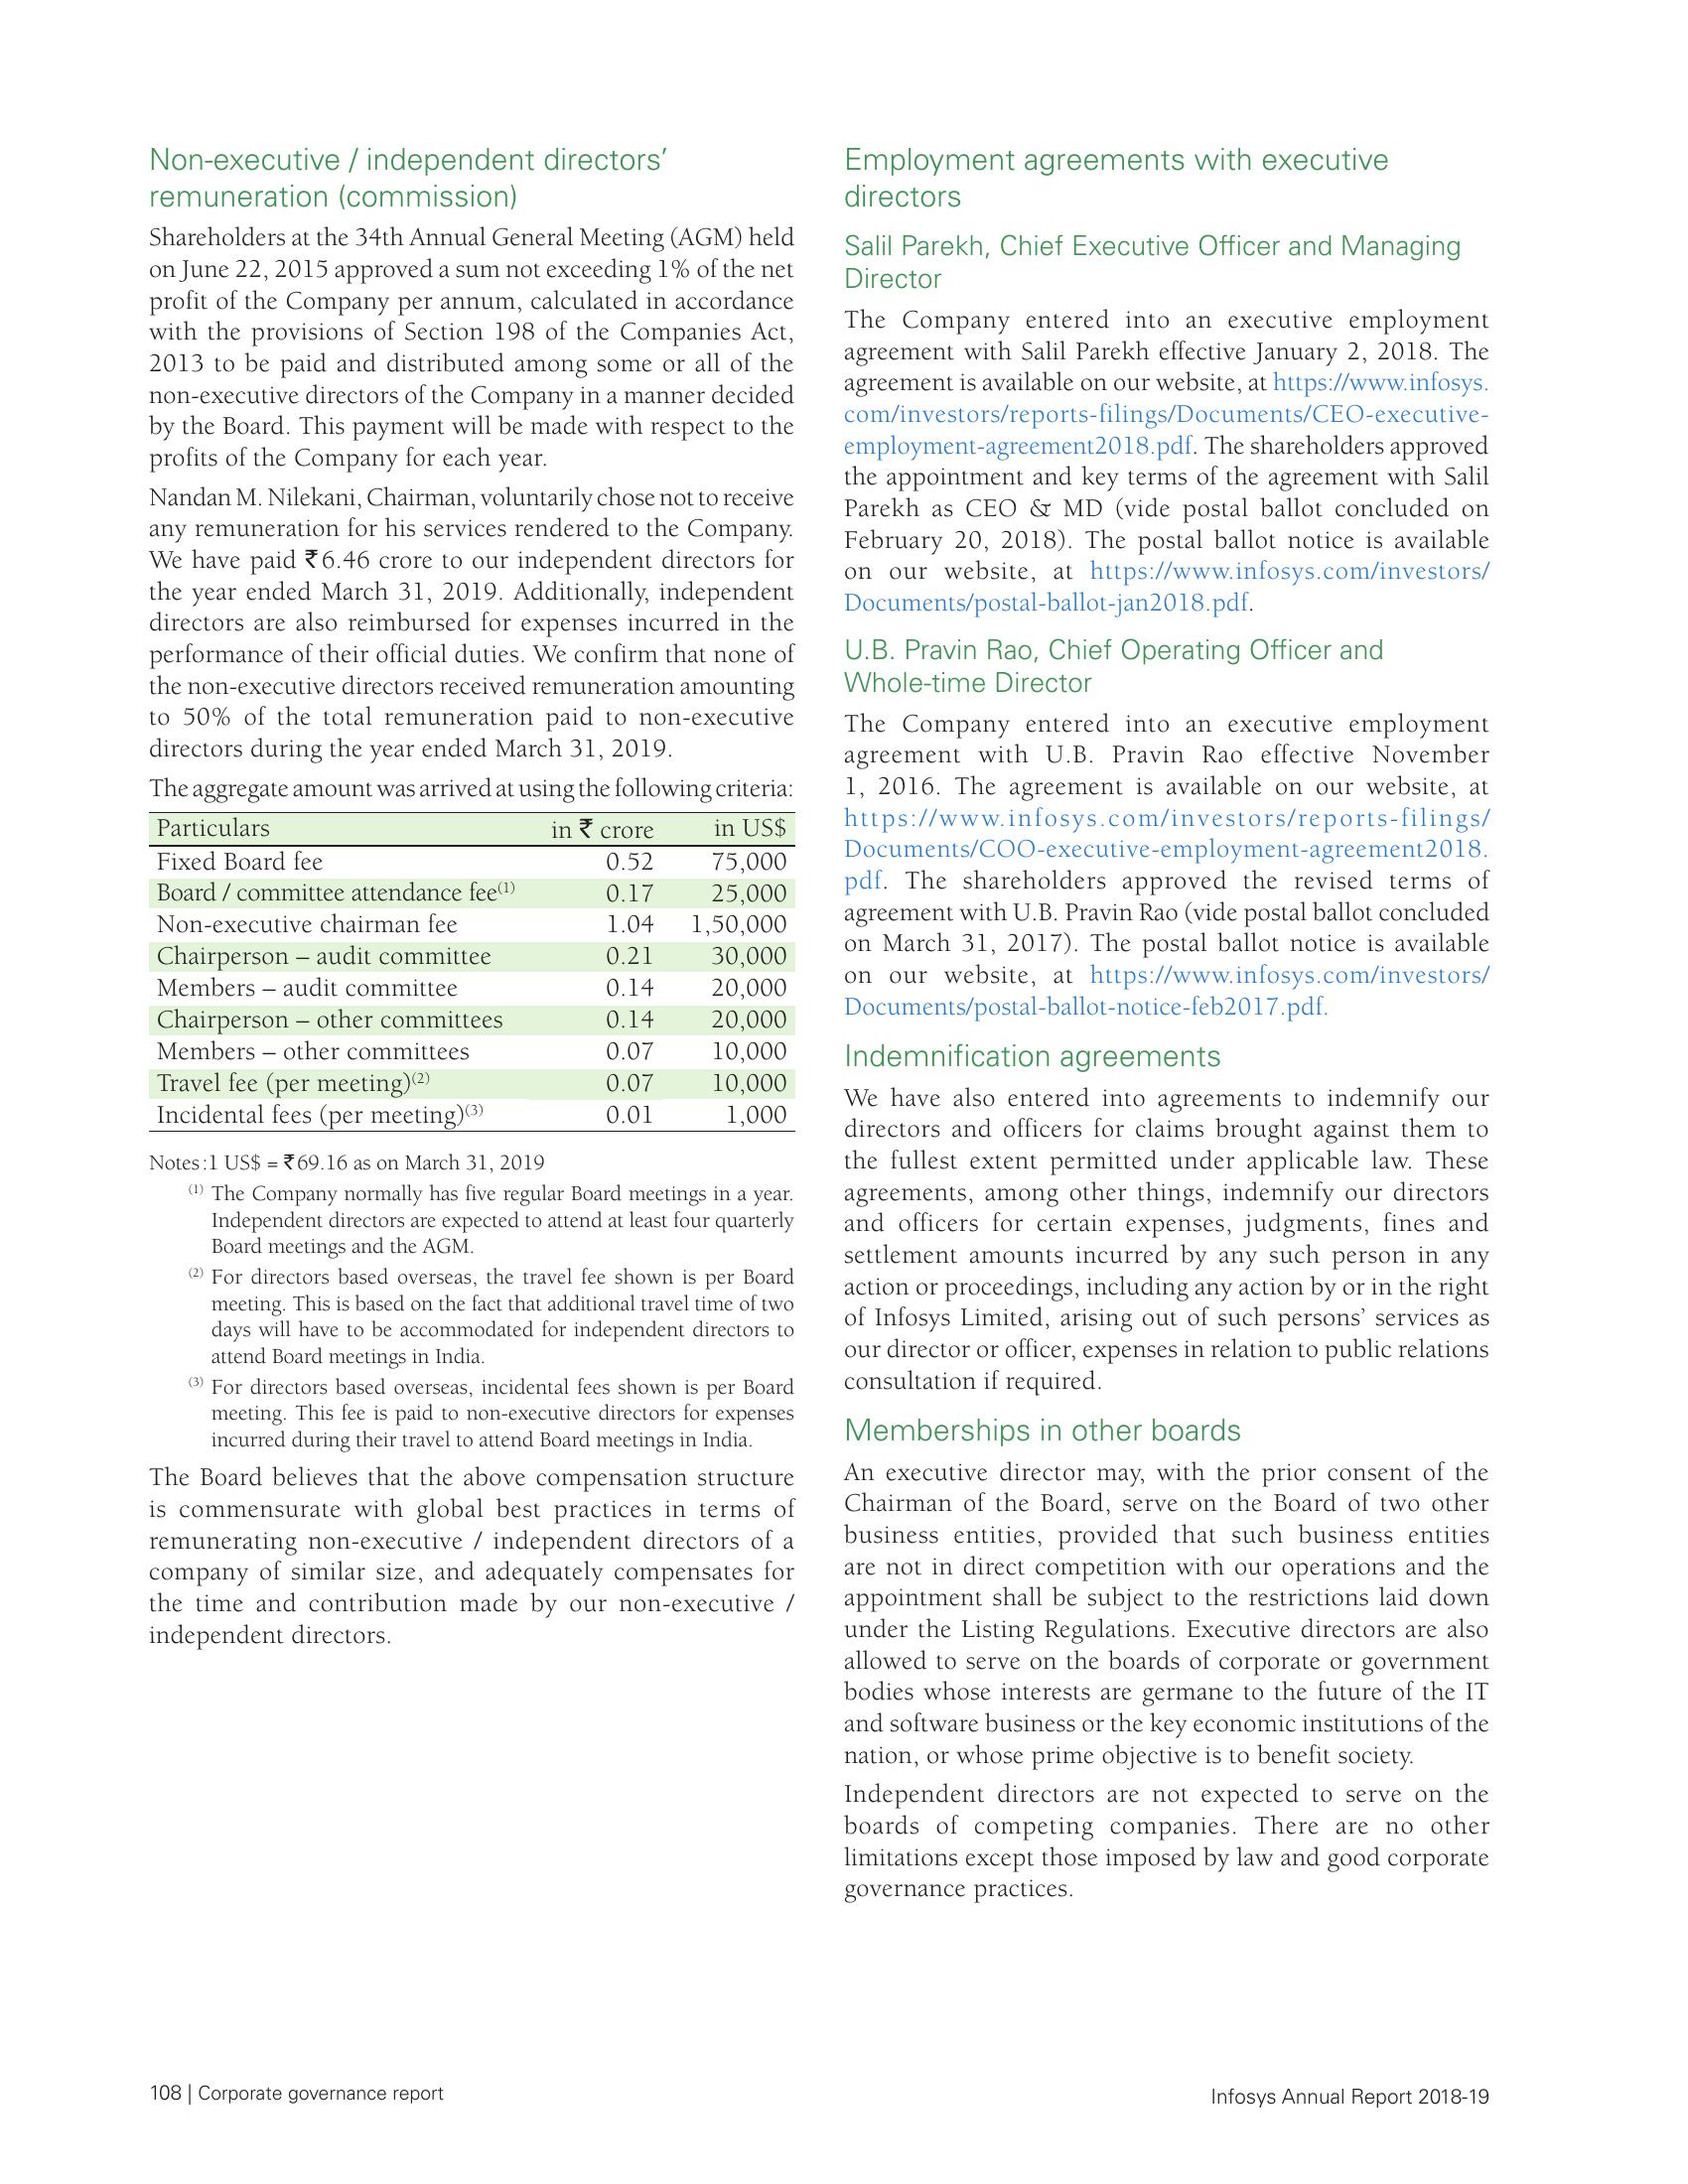 Non-executive / independent directors’
remuneration (commission)
Shareholders at the 34th Annual General Meeting (AGM) held
on June 22, 2015 approved a sum not exceeding 1% of the net
profit of the Company per annum, calculated in accordance
with the provisions of Section 198 of the Companies Act,
2013 to be paid and distributed among some or all of the
non-executive directors of the Company in a manner decided
by the Board. This payment will be made with respect to the
profits of the Company for each year.
Nandan M. Nilekani, Chairman, voluntarily chose not to receive
any remuneration for his services rendered to the Company.
We have paid ₹6.46 crore to our independent directors for
the year ended March 31, 2019. Additionally, independent
directors are also reimbursed for expenses incurred in the
performance of their official duties. We confirm that none of
the non-executive directors received remuneration amounting
to 50% of the total remuneration paid to non-executive
directors during the year ended March 31, 2019.
The aggregate amount was arrived at using the following criteria:
Particulars in ₹ crore in US$
Fixed Board fee 0.52 75,000
Board / committee attendance fee(1) 0.17 25,000
Non-executive chairman fee 1.04 1,50,000
Chairperson – audit committee 0.21 30,000
Members – audit committee 0.14 20,000
Chairperson – other committees 0.14 20,000
Members – other committees 0.07 10,000
Travel fee (per meeting)(2) 0.07 10,000
Incidental fees (per meeting)(3) 0.01 1,000
Notes :1 US$ = ₹69.16 as on March 31, 2019
(1) The Company normally has five regular Board meetings in a year.
Independent directors are expected to attend at least four quarterly
Board meetings and the AGM.
(2) For directors based overseas, the travel fee shown is per Board
meeting. This is based on the fact that additional travel time of two
days will have to be accommodated for independent directors to
attend Board meetings in India.
(3) For directors based overseas, incidental fees shown is per Board
meeting. This fee is paid to non-executive directors for expenses
incurred during their travel to attend Board meetings in India.
The Board believes that the above compensation structure
is commensurate with global best practices in terms of
remunerating non-executive / independent directors of a
company of similar size, and adequately compensates for
the time and contribution made by our non-executive /
independent directors.
Employment agreements with executive
directors
Salil Parekh, Chief Executive Officer and Managing
Director
The Company entered into an executive employment
agreement with Salil Parekh effective January 2, 2018. The
agreement is available on our website, at https://www.infosys.
com/investors/reports-filings/Documents/CEO-executive-
employment-agreement2018.pdf. The shareholders approved
the appointment and key terms of the agreement with Salil
Parekh as CEO & MD (vide postal ballot concluded on
February 20, 2018). The postal ballot notice is available
on our website, at https://www.infosys.com/investors/
Documents/postal-ballot-jan2018.pdf.
U.B. Pravin Rao, Chief Operating Officer and
Whole-time Director
The Company entered into an executive employment
agreement with U.B. Pravin Rao effective November
1, 2016. The agreement is available on our website, at
https://www.infosys.com/investors/reports-filings/
Documents/COO-executive-employment-agreement2018.
pdf. The shareholders approved the revised terms of
agreement with U.B. Pravin Rao (vide postal ballot concluded
on March 31, 2017). The postal ballot notice is available
on our website, at https://www.infosys.com/investors/
Documents/postal-ballot-notice-feb2017.pdf.
Indemnification agreements
We have also entered into agreements to indemnify our
directors and officers for claims brought against them to
the fullest extent permitted under applicable law. These
agreements, among other things, indemnify our directors
and officers for certain expenses, judgments, fines and
settlement amounts incurred by any such person in any
action or proceedings, including any action by or in the right
of Infosys Limited, arising out of such persons’ services as
our director or officer, expenses in relation to public relations
consultation if required.
Memberships in other boards
An executive director may, with the prior consent of the
Chairman of the Board, serve on the Board of two other
business entities, provided that such business entities
are not in direct competition with our operations and the
appointment shall be subject to the restrictions laid down
under the Listing Regulations. Executive directors are also
allowed to serve on the boards of corporate or government
bodies whose interests are germane to the future of the IT
and software business or the key economic institutions of the
nation, or whose prime objective is to benefit society.
Independent directors are not expected to serve on the
boards of competing companies. There are no other
limitations except those imposed by law and good corporate
governance practices.
108 | Corporate governance report
Infosys Annual Report 2018-19